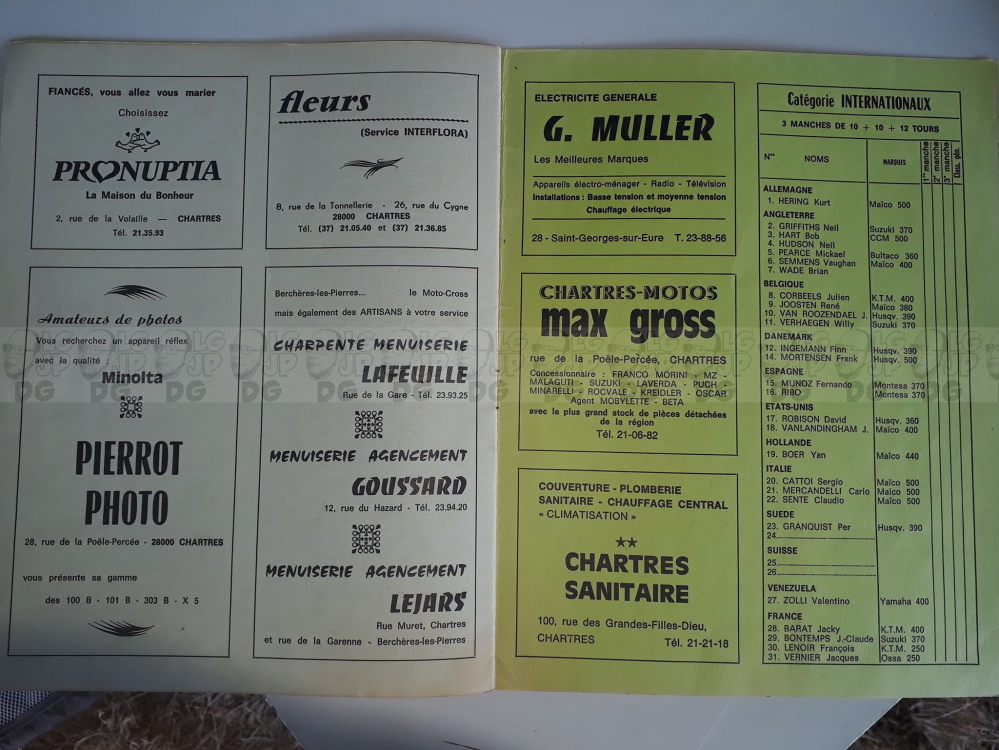 FIANCÉS, vous allez vous marier
Choisissez
PRONUPTIA
La Maison du Bonheur
2, rue de la Volaille — CHARTRES
Tél. 21.35.93
fleurs
(Service INTERFLORA)
8, rue de la Tonnellerie - 26, rue du Cygne
28000 CHARTRES
Tél. (37) 21.05.40 et (37) 21.36.85
Amateurs de photos
Vous recherchez un appareil réflex
avec la qualité :
Minolta
PIERROT
PHOTO
28, rue de la Poêle-Percée - 28000 CHARTRES
vous présente sa gamme
des 100 B - 101 B - 303 B - X 5
Berchères-les-Pierres... le Moto-Cross
mais également des ARTISANS à votre service
CHARPENTE MENUISERIE
LAFEUILLE
Rue de la Gare - Tél. 23.93.25
MENUISERIE AGENCEMENT
GOUSSARD
12, rue du Hazard - Tél. 23.94.20
MENUISERIE AGENCEMENT
LEJARS
Rue Muret, Chartres
et rue de la Garenne - Berchères-les-Pierres
ELECTRICITE GENERALE
G. MULLER
Les Meilleures Marques
Appareils électro-ménager - Radio - Télévision
Installations : Basse tension et moyenne tension
Chauffage électrique
28 - Saint-Georges-sur-Eure T. 23-88-56
CHARTRES-MOTOS
max gross
rue de la Poêle-Percée, CHARTRES
Concessionnaire : FRANCO MORINI - MZ -
MALAGUTI - SUZUKI - LAVERDA - PUCH -
MINARELLI - ROCVALE - KREIDLER - OSCAR
Agent MOBYLETTE - BETA
avec le plus grand stock de pièces détachées
de la région
Tél. 21-06-82
COUVERTURE - PLOMBERIE
SANITAIRE - CHAUFFAGE CENTRAL
« CLIMATISATION »
CHARTRES
SANITAIRE
100, rue des Grandes-Filles-Dieu,
CHARTRES Tél. 21-21-18
Catégorie INTERNATIONAUX
3 MANCHES DE 10 + 10 + 12 TOURS
Nos NOMS MARQUES 1re manche 2e manche 3e manche Class. gén.
ALLEMAGNE
1. HERING Kurt Maïco 500
ANGLETERRE
2. GRIFFITHS Neil Suzuki 370
3. HART Bob CCM 500
4. HUDSON Neil
5. PEARCE Mickael Bultaco 360
6. SEMMENS Vaughan Maïco 400
7. WADE Brian
BELGIQUE
8. CORBEELS Julien K.T.M. 400
9. JOOSTEN René Maïco 380
10. VAN ROOZENDAEL J. Husqv. 390
11. VERHAEGEN Willy Suzuki 370
DANEMARK
12. INGEMANN Finn Husqv. 390
14. MORTENSEN Frank Husqv. 500
ESPAGNE
15. MUNOZ Fernando Montesa 370
16. RIBO Montesa 370
ETATS-UNIS
17. ROBISON David Husqv. 360
18. VANLANDINGHAM J. Maïco 400
HOLLANDE
19. BOER Yan Maïco 440
ITALIE
20. CATTOI Sergio Maïco 500
21. MERCANDELLI Carlo Maïco 500
22. SENTE Claudio Maïco 500
SUEDE
23. GRANQUIST Per Husqv. 390
24
SUISSE
25
26
VENEZUELA
27. ZOLLI Valentino Yamaha 400
FRANCE
28. BARAT Jacky K.T.M. 400
29. BONTEMPS J.-Claude Suzuki 370
30. LENOIR François K.T.M. 250
31. VERNIER Jacques Ossa 250